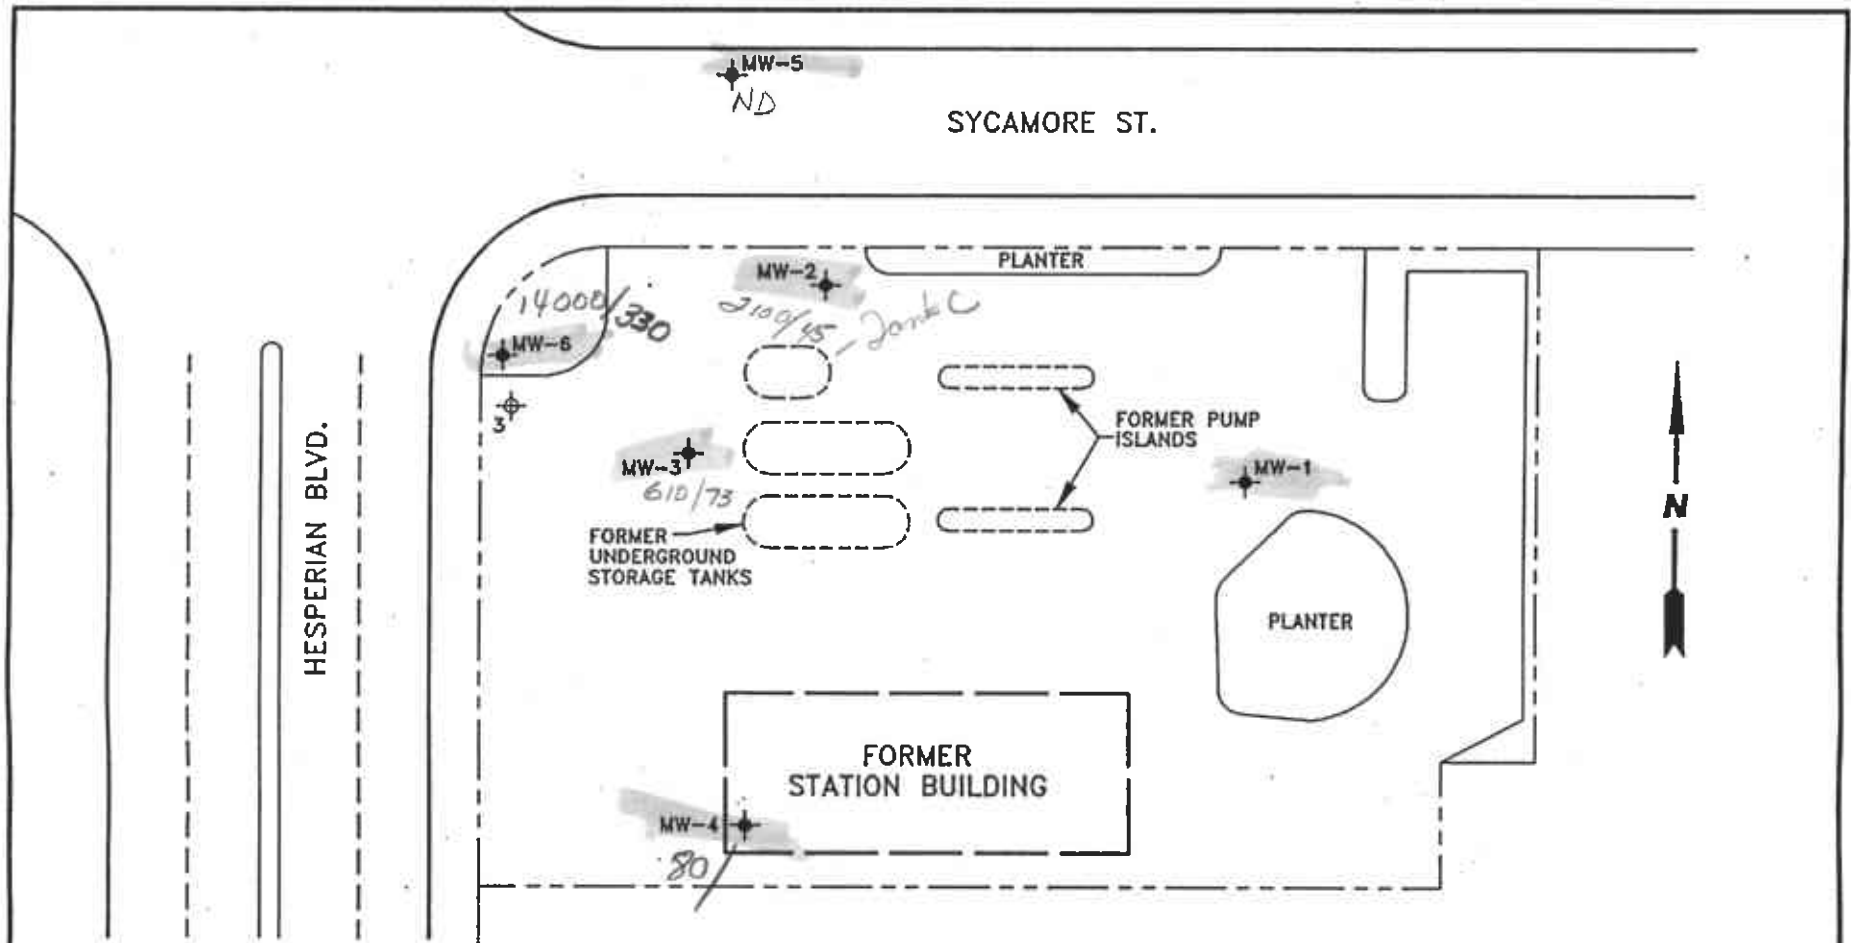 MW-5
ND
SYCAMORE ST.
PLANTER
MW-2
2100/45
Tank C
14000/330
MW-6
3
HESPERIAN BLVD.
MW-3
610/73
FORMER PUMP
ISLANDS
MW-1
N
FORMER
UNDERGROUND
STORAGE TANKS
PLANTER
FORMER
STATION BUILDING
MW-4
80/